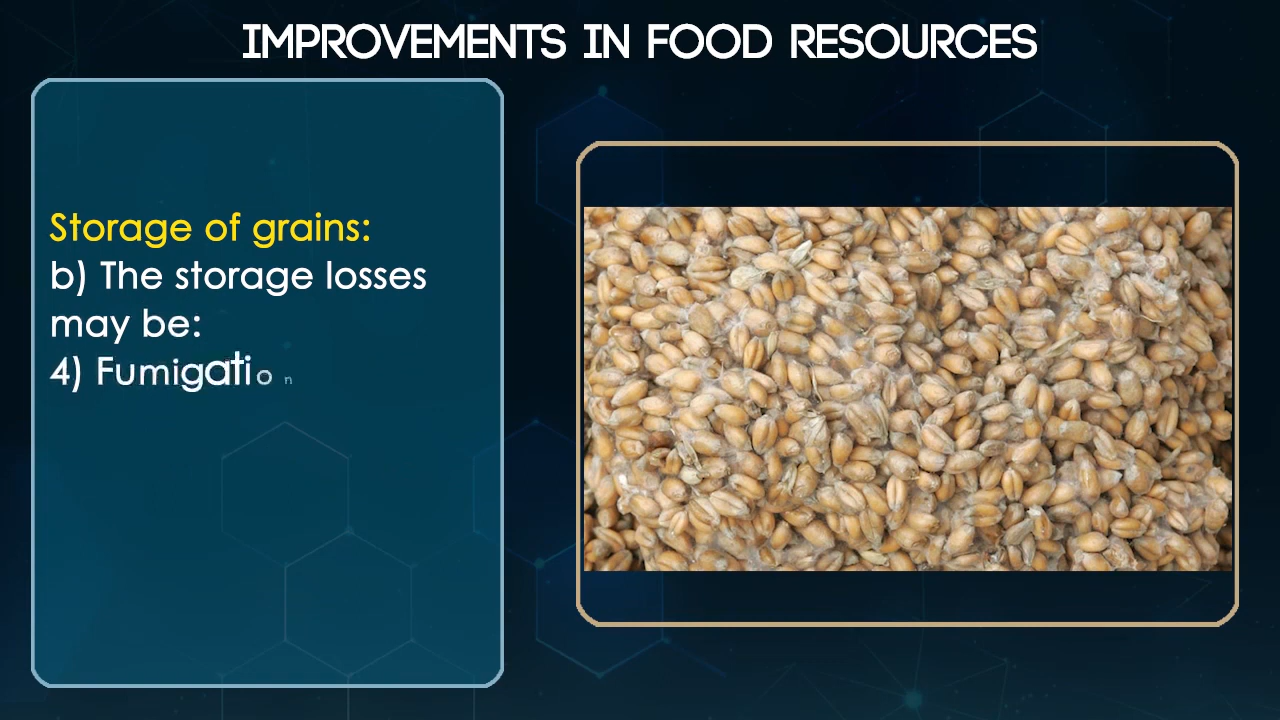 IMPROVEMENTS IN FOOD RESOURCES
Storage of grains:
b) The storage losses
may be:
4) Fumigation